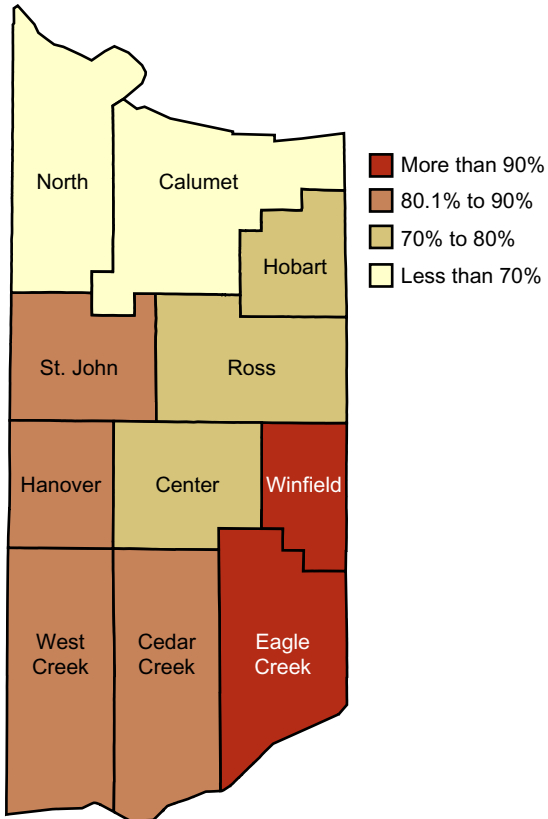 North
Calumet
Hobart
St. John
Ross
Hanover
Center
Winfield
West
Creek
Cedar
Creek
Eagle
Creek
More than 90%
80.1% to 90%
70% to 80%
Less than 70%